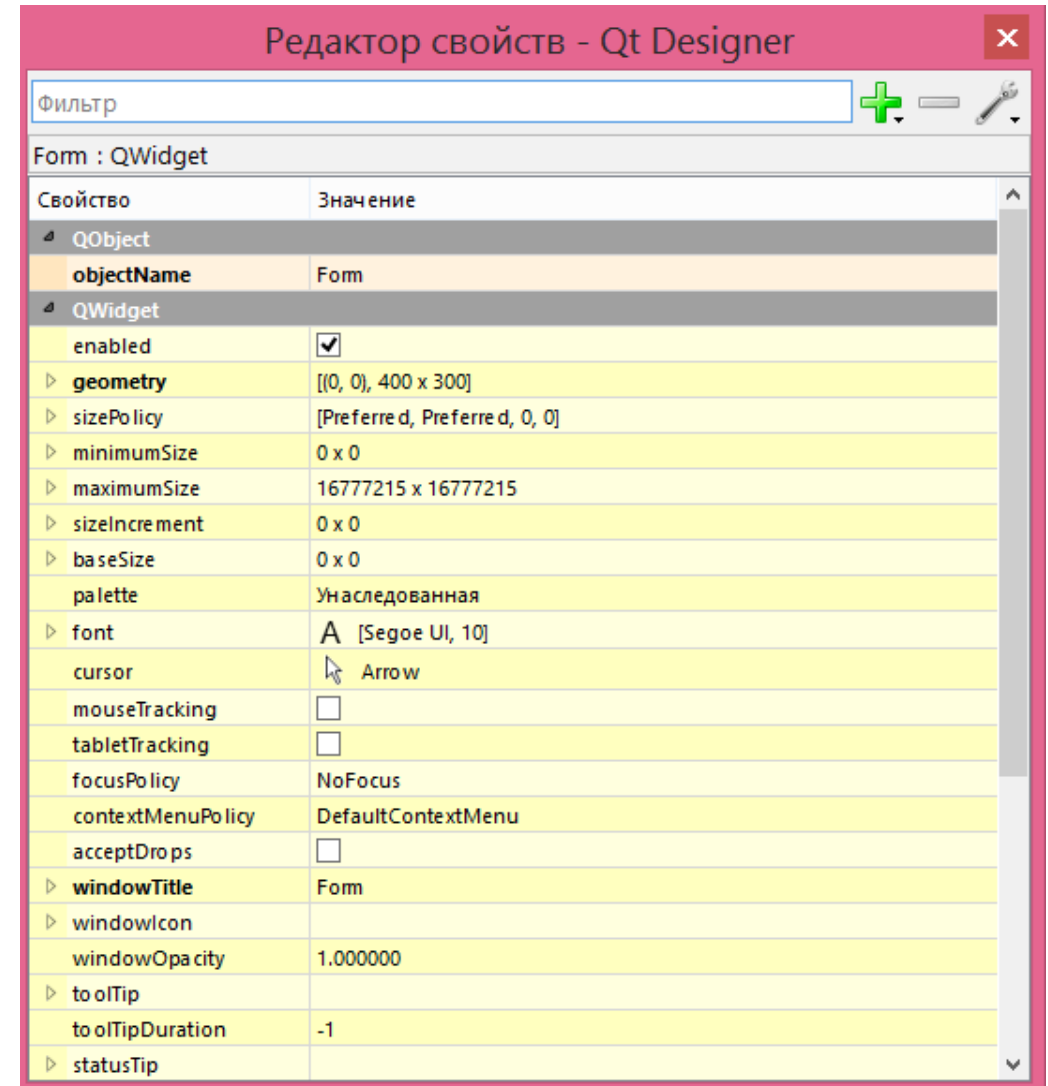 Редактор свойств - Qt Designer
Фильтр
Form : QWidget
Свойство Значение
QObject
objectName Form
QWidget
enabled
geometry [(0, 0), 400 x 300]
sizePolicy [Preferred, Preferred, 0, 0]
minimumSize 0 x 0
maximumSize 16777215 x 16777215
sizeIncrement 0 x 0
baseSize 0 x 0
palette Унаследованная
font A [Segoe UI, 10]
cursor Arrow
mouseTracking
tabletTracking
focusPolicy NoFocus
contextMenuPolicy DefaultContextMenu
acceptDrops
windowTitle Form
windowIcon
windowOpacity 1.000000
toolTip
toolTipDuration -1
statusTip